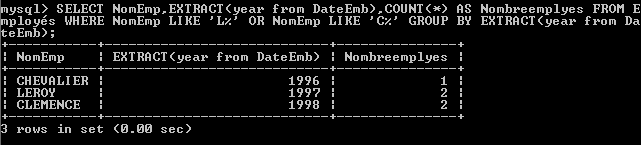 mysql> SELECT NomEmp,EXTRACT(year from DateEmb),COUNT(*) AS Nombreemplyes FROM E
mployés WHERE NomEmp LIKE 'L%' OR NomEmp LIKE 'C%' GROUP BY EXTRACT(year from Da
teEmb);
+-----------+----------------------------+---------------+
| NomEmp | EXTRACT(year from DateEmb) | Nombreemplyes |
+-----------+----------------------------+---------------+
| CHEVALIER | 1996 | 1 |
| LEROY | 1997 | 2 |
| CLEMENCE | 1998 | 2 |
+-----------+----------------------------+---------------+
3 rows in set (0.00 sec)